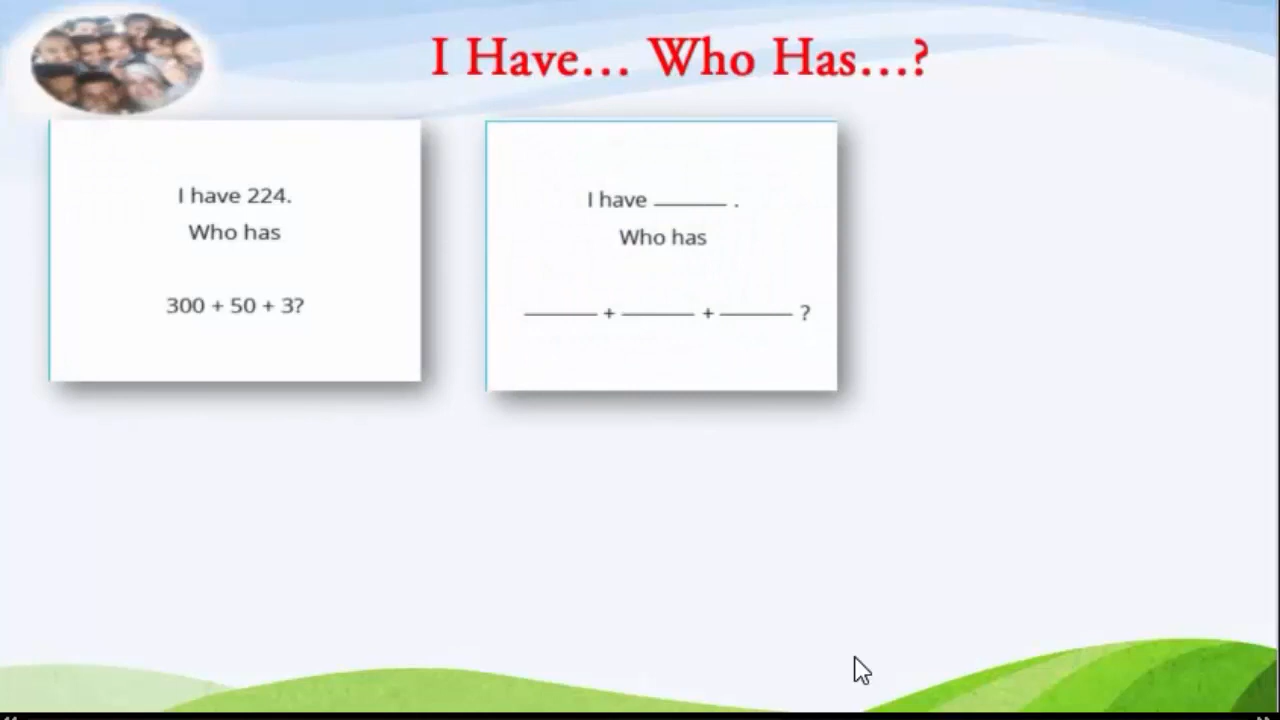 I Have... Who Has...?
I have 224.
Who has
300 + 50 + 3?
I have ______ .
Who has
______ + ______ + ______ ?